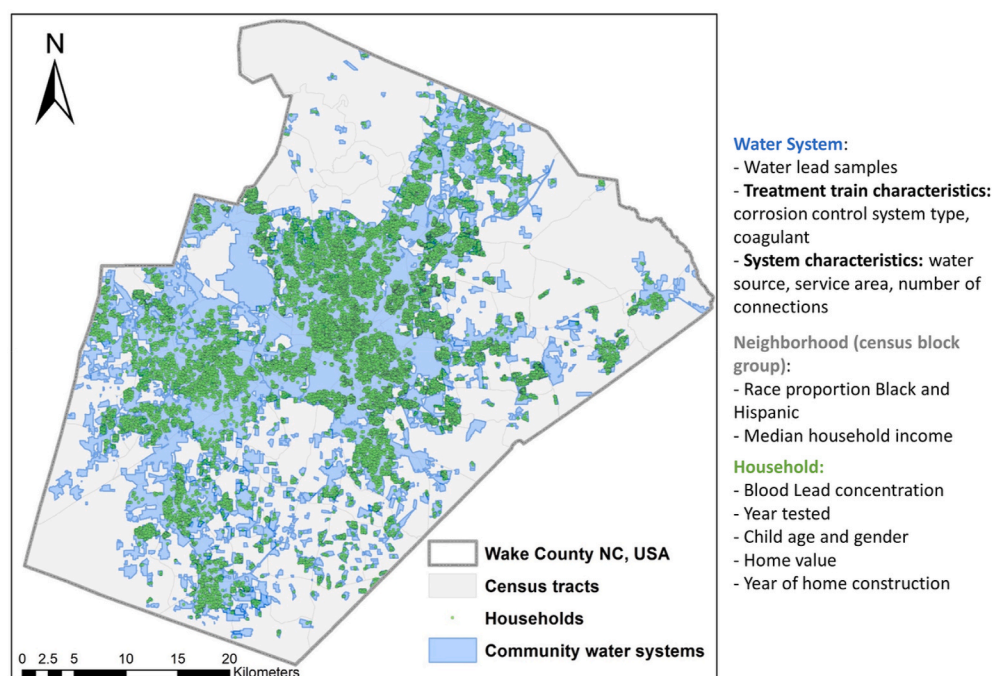 N
Wake County NC, USA
Census tracts
Households
Community water systems
0 2.5 5 10 15 20
Kilometers
Water System:
- Water lead samples
- Treatment train characteristics:
corrosion control system type,
coagulant
- System characteristics: water
source, service area, number of
connections
Neighborhood (census block
group):
- Race proportion Black and
Hispanic
- Median household income
Household:
- Blood Lead concentration
- Year tested
- Child age and gender
- Home value
- Year of home construction